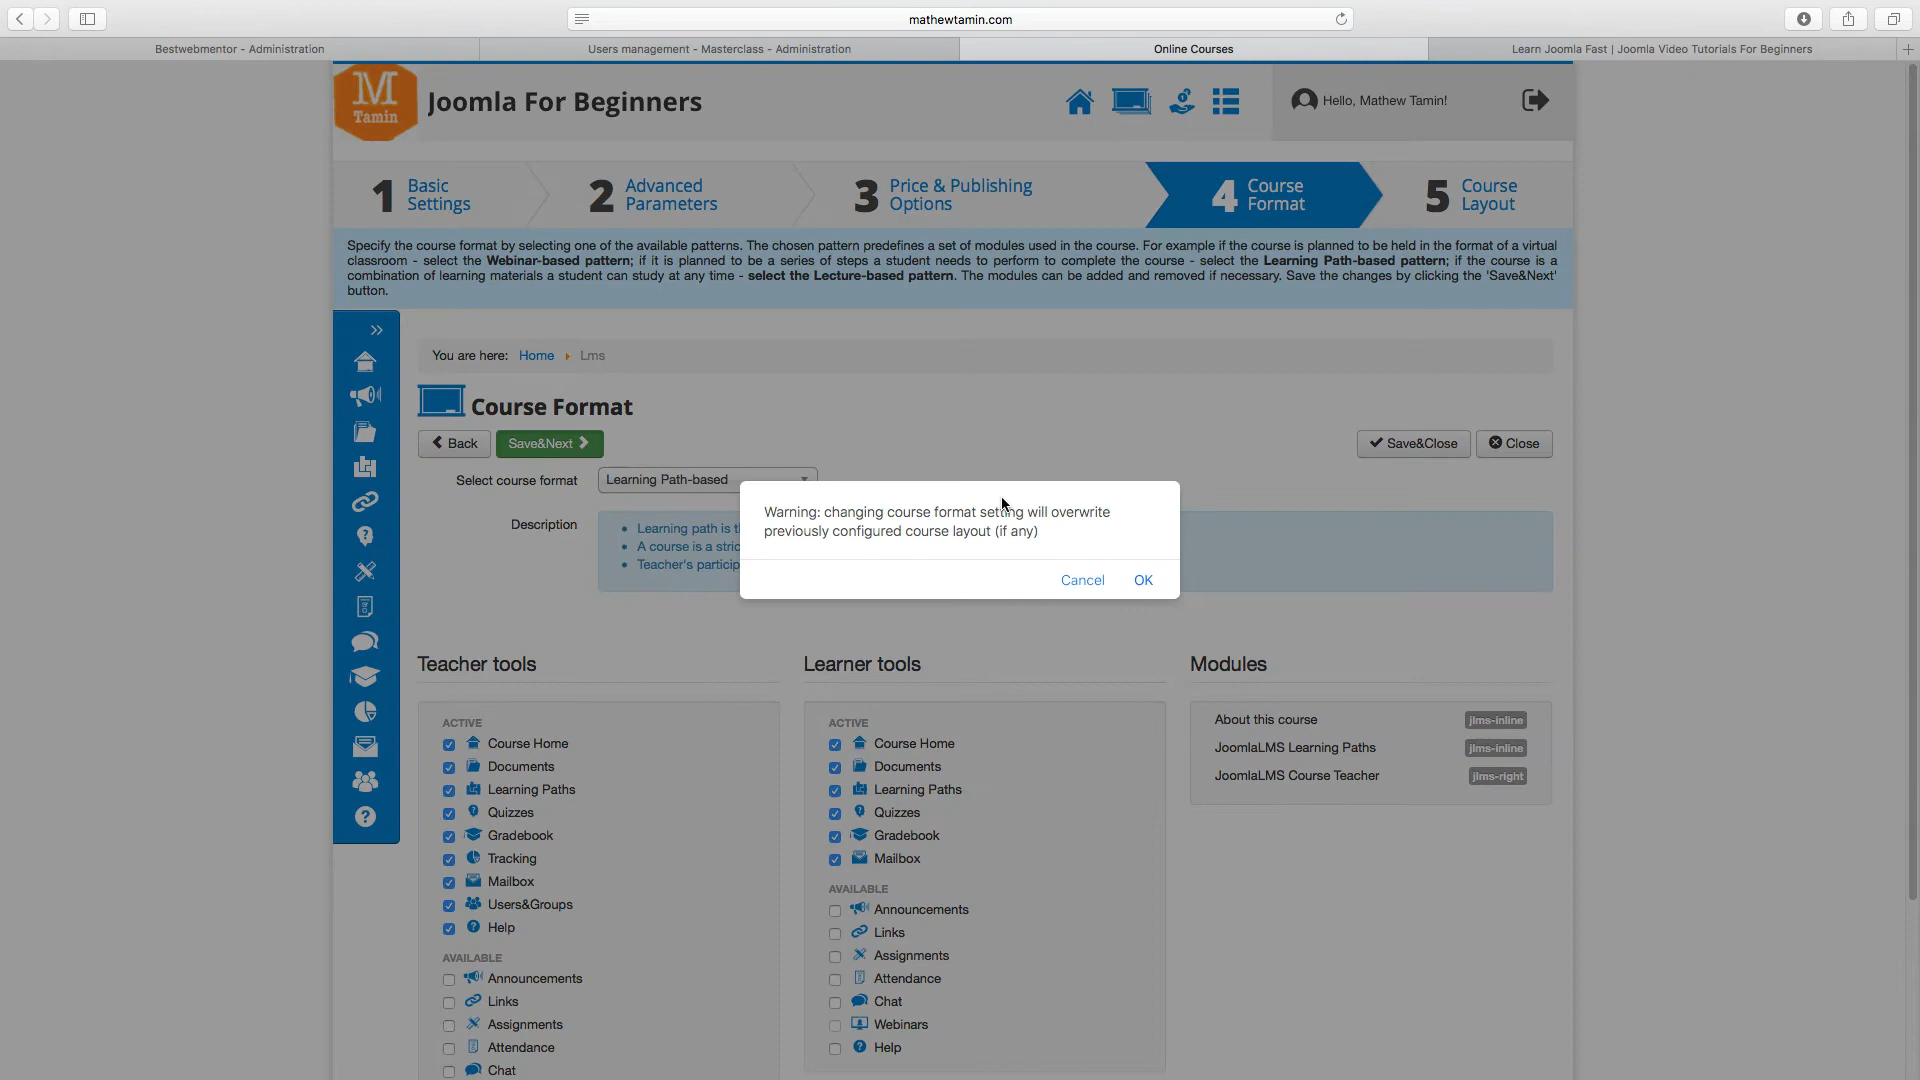 mathewtamin.com
Bestwebmentor - Administration
Users management - Masterclass - Administration
Online Courses
Learn Joomla Fast | Joomla Video Tutorials For Beginners
M
Tamin
Joomla For Beginners
Hello, Mathew Tamin!
1 Basic Settings
2 Advanced Parameters
3 Price & Publishing Options
4 Course Format
5 Course Layout
Specify the course format by selecting one of the available patterns. The chosen pattern predefines a set of modules used in the course. For example if the course is planned to be held in the format of a virtual
classroom - select the Webinar-based pattern; if it is planned to be a series of steps a student needs to perform to complete the course - select the Learning Path-based pattern; if the course is a
combination of learning materials a student can study at any time - select the Lecture-based pattern. The modules can be added and removed if necessary. Save the changes by clicking the 'Save&Next'
button.
You are here: Home Lms
Course Format
Back
Save&Next
Save&Close
Close
Select course format
Learning Path-based
Description
Learning path is t
A course is a stric
Teacher's particip
Warning: changing course format setting will overwrite
previously configured course layout (if any)
Cancel
OK
Teacher tools
ACTIVE
Course Home
Documents
Learning Paths
Quizzes
Gradebook
Tracking
Mailbox
Users&Groups
Help
AVAILABLE
Announcements
Links
Assignments
Attendance
Chat
Learner tools
ACTIVE
Course Home
Documents
Learning Paths
Quizzes
Gradebook
Mailbox
AVAILABLE
Announcements
Links
Assignments
Attendance
Chat
Webinars
Help
Modules
About this course jlms-inline
JoomlaLMS Learning Paths jlms-inline
JoomlaLMS Course Teacher jlms-right